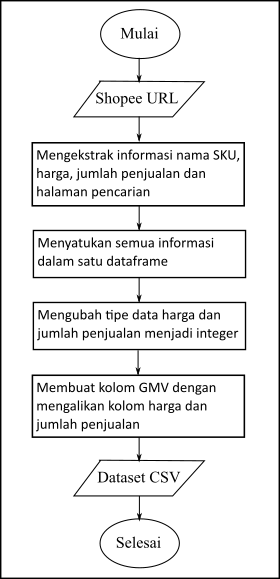 Mulai
Shopee URL
Mengekstrak informasi nama SKU,
harga, jumlah penjualan dan
halaman pencarian
Menyatukan semua informasi
dalam satu dataframe
Mengubah tipe data harga dan
jumlah penjualan menjadi integer
Membuat kolom GMV dengan
mengalikan kolom harga dan
jumlah penjualan
Dataset CSV
Selesai